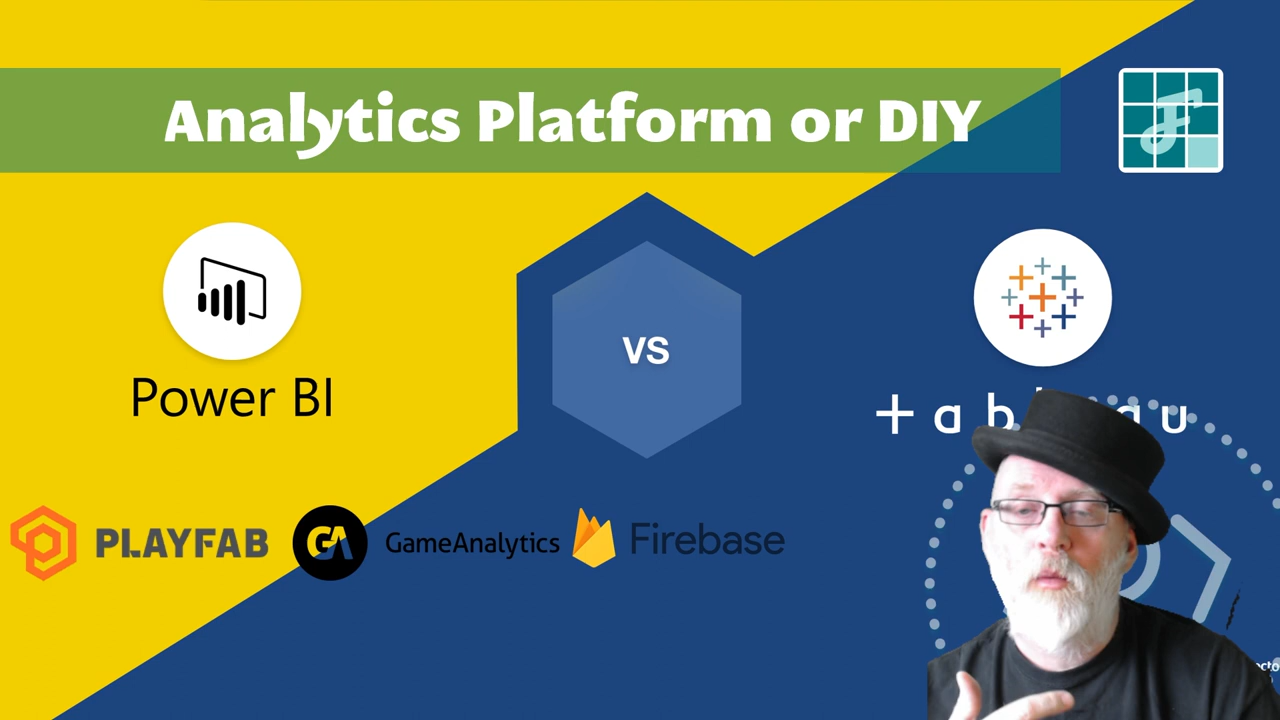 Analytics Platform or DIY
F
VS
Power BI
PLAYFAB
GA
GameAnalytics
Firebase